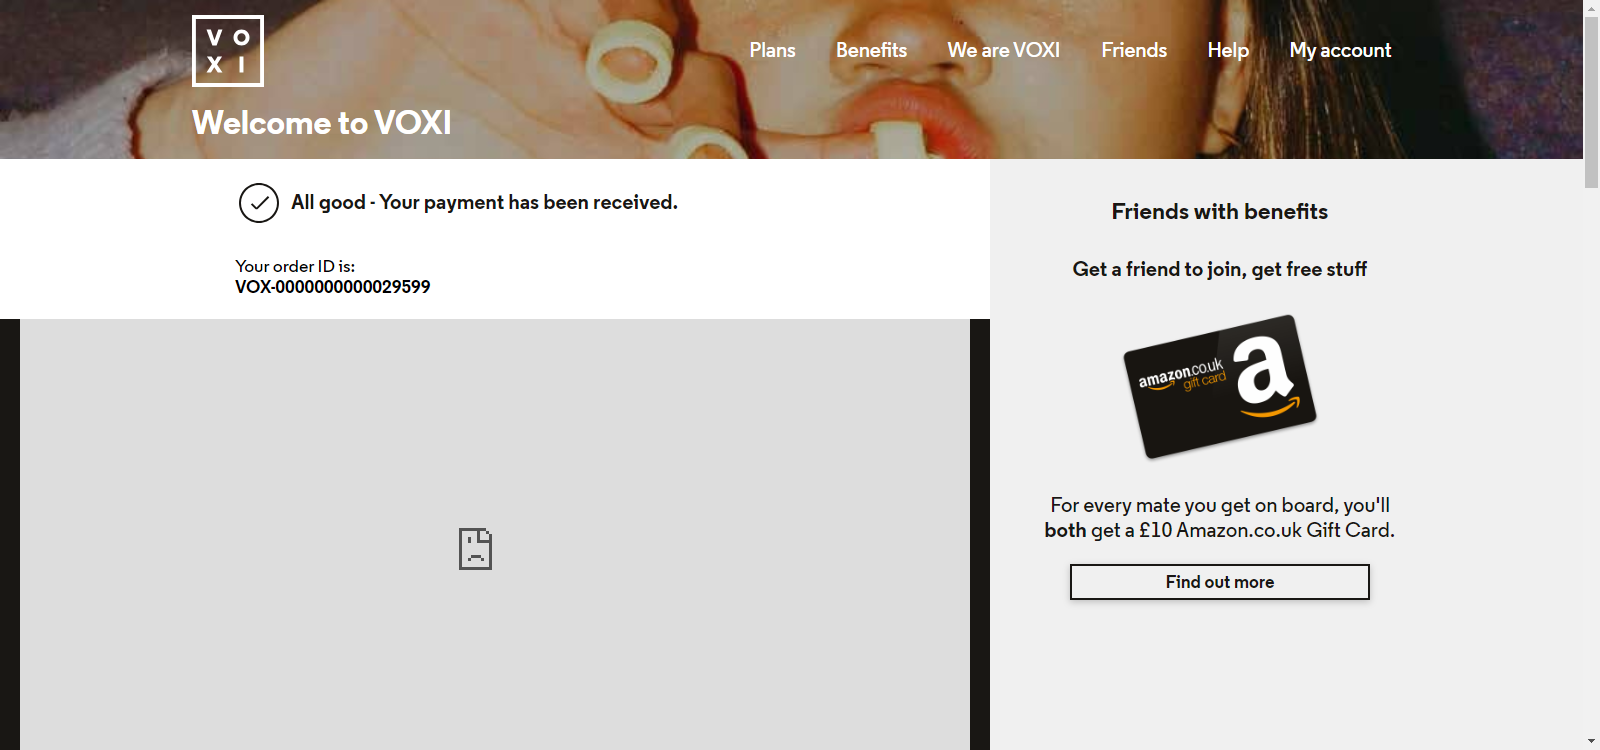 VO
XI
Plans Benefits We are VOXI Friends Help My account
Welcome to VOXI
All good - Your payment has been received.
Your order ID is:
VOX-0000000000029599
Friends with benefits
Get a friend to join, get free stuff
amazon.co.uk
gift card
a
For every mate you get on board, you'll
both get a £10 Amazon.co.uk Gift Card.
Find out more